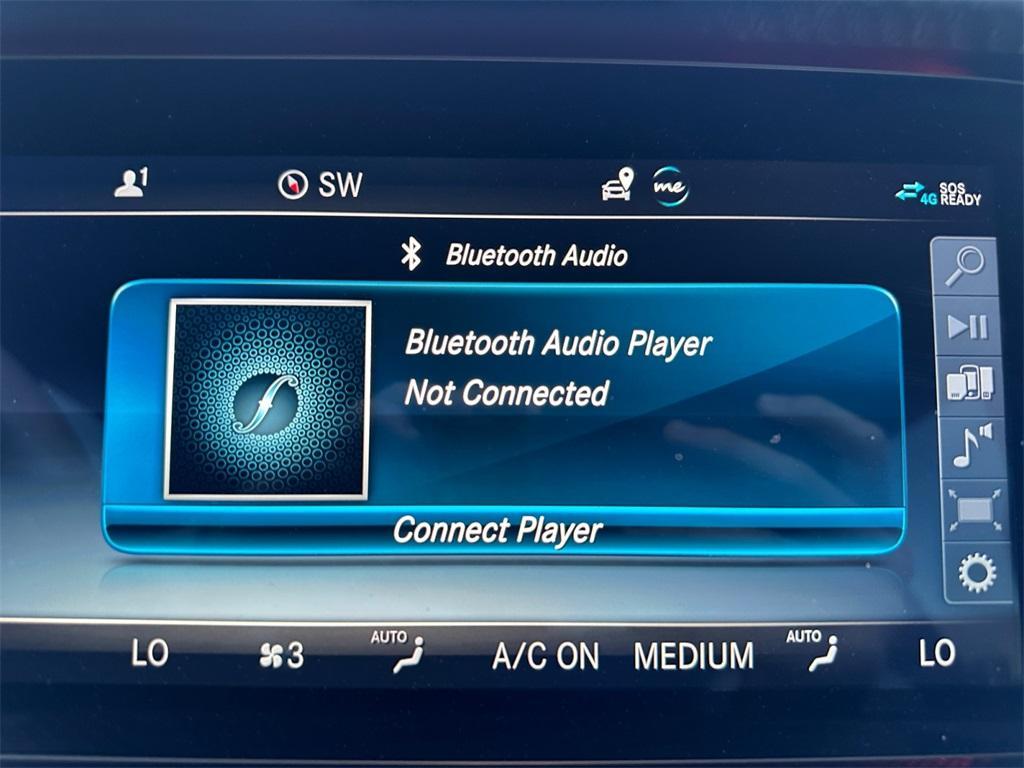 1
SW
me
4G SOS READY
Bluetooth Audio
Bluetooth Audio Player
Not Connected
Connect Player
LO
3
AUTO
A/C ON
MEDIUM
AUTO
LO